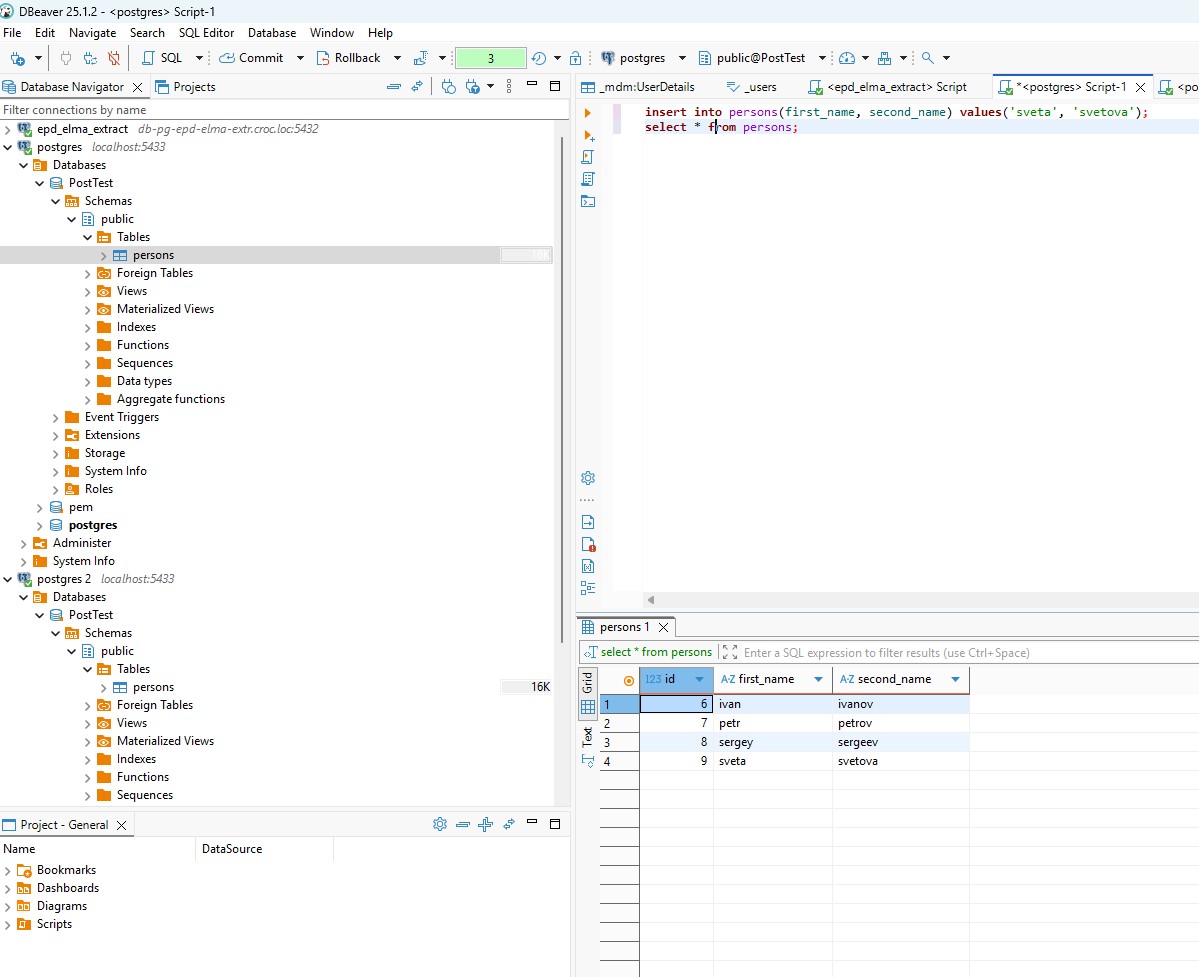 DBeaver 25.1.2 - <postgres> Script-1
File Edit Navigate Search SQL Editor Database Window Help
SQL Commit Rollback 3 postgres public@PostTest
Database Navigator Projects
Filter connections by name
epd_elma_extract db-pg-epd-elma-extr.croc.loc:5432
postgres localhost:5433
Databases
PostTest
Schemas
public
Tables
persons 16K
Foreign Tables
Views
Materialized Views
Indexes
Functions
Sequences
Data types
Aggregate functions
Event Triggers
Extensions
Storage
System Info
Roles
pem
postgres
Administer
System Info
postgres 2 localhost:5433
Databases
PostTest
Schemas
public
Tables
persons 16K
Foreign Tables
Views
Materialized Views
Indexes
Functions
Sequences
Project - General
Name DataSource
Bookmarks
Dashboards
Diagrams
Scripts
_mdm:UserDetails _users <epd_elma_extract> Script *<postgres> Script-1 <po
insert into persons(first_name, second_name) values('sveta', 'svetova');
select * from persons;
persons 1
select * from persons Enter a SQL expression to filter results (use Ctrl+Space)
Grid
Text
123 id A-Z first_name A-Z second_name
1 6 ivan ivanov
2 7 petr petrov
3 8 sergey sergeev
4 9 sveta svetova